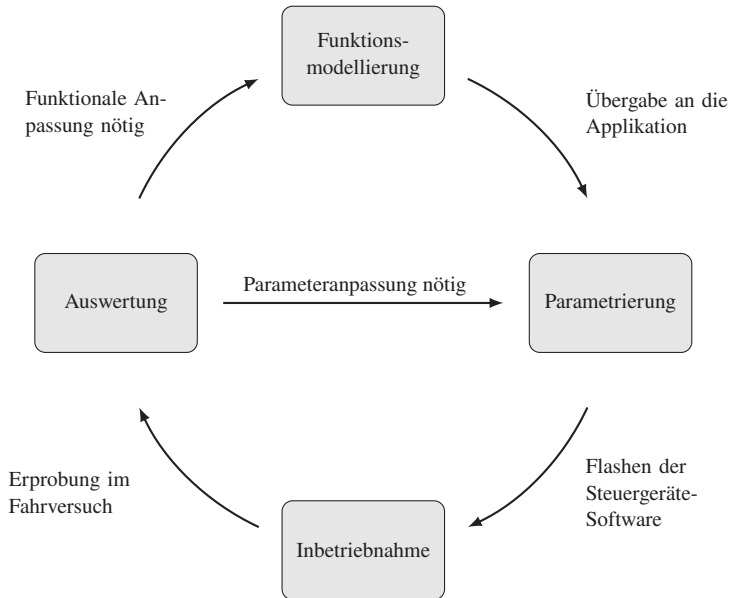 Funktions-
modellierung
Funktionale An-
passung nötig
Übergabe an die
Applikation
Auswertung
Parameteranpassung nötig
Parametrierung
Erprobung im
Fahrversuch
Flashen der
Steuergeräte-
Software
Inbetriebnahme